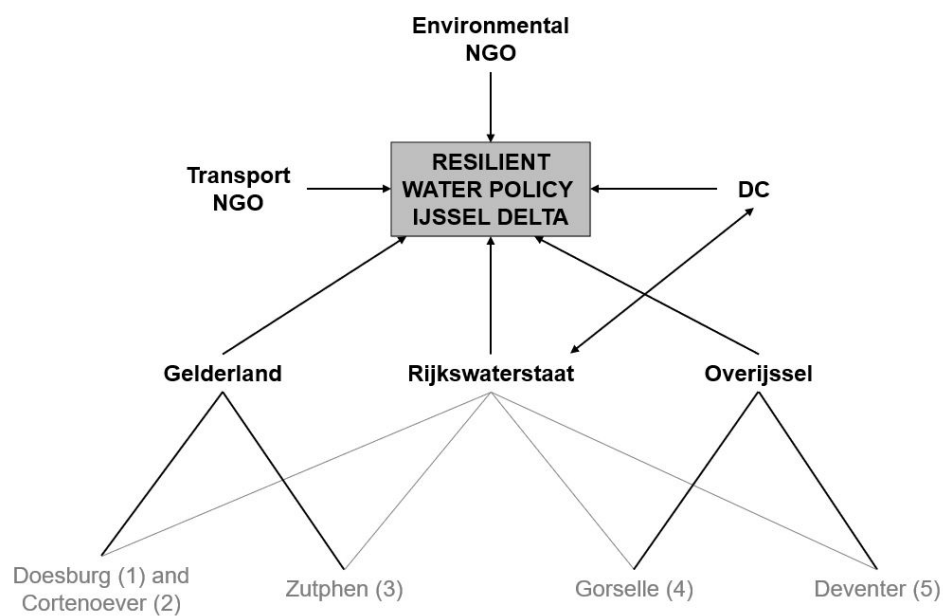 Environmental
NGO
Transport
NGO
RESILIENT
WATER POLICY
IJSSEL DELTA
DC
Gelderland
Rijkswaterstaat
Overijssel
Doesburg (1) and
Cortenoever (2)
Zutphen (3)
Gorselle (4)
Deventer (5)